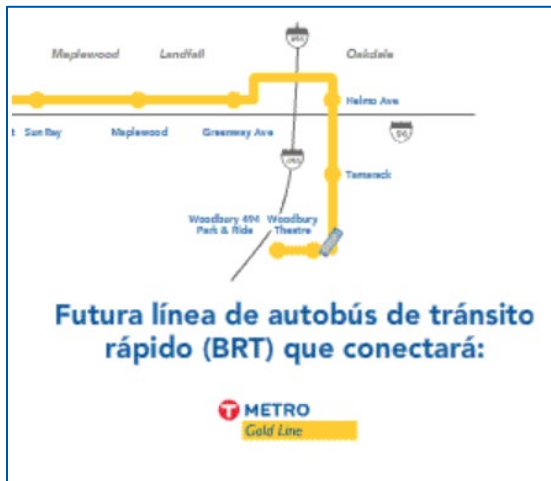 Maplewood Landfall Oakdale
Helmo Ave
t Sun Ray Maplewood Greenway Ave
94
Tamarack
Woodbury 494 Woodbury
Park & Ride Theatre
Futura línea de autobús de tránsito
rápido (BRT) que conectará:
T METRO
Gold Line